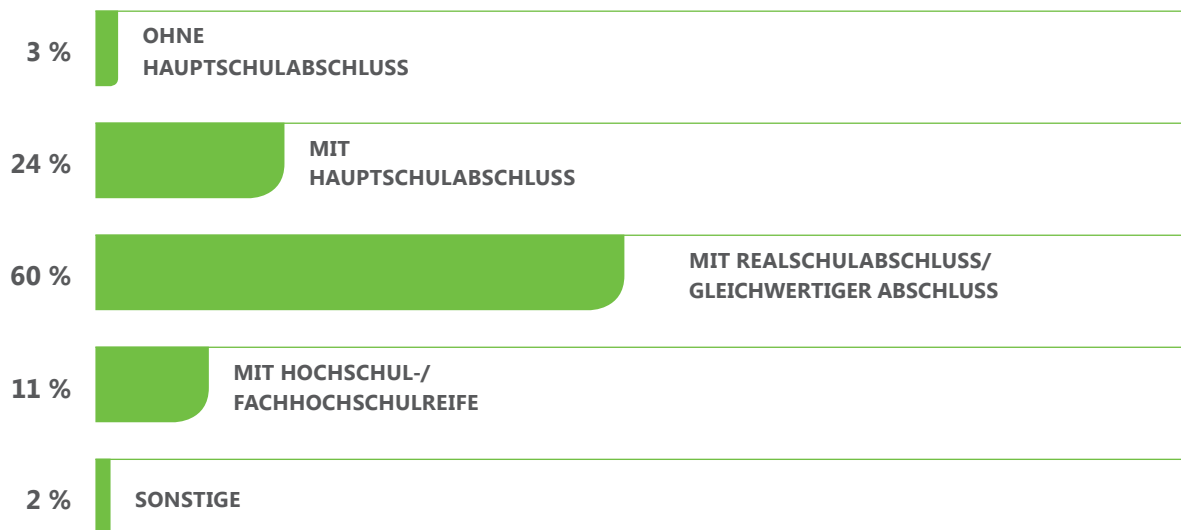 3 %
OHNE
HAUPTSCHULABSCHLUSS
24 %
MIT
HAUPTSCHULABSCHLUSS
60 %
MIT REALSCHULABSCHLUSS/
GLEICHWERTIGER ABSCHLUSS
11 %
MIT HOCHSCHUL-/
FACHHOCHSCHULREIFE
2 %
SONSTIGE